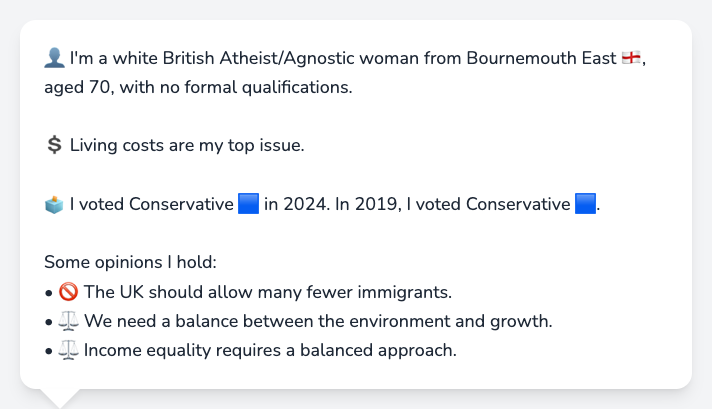 👤 I'm a white British Atheist/Agnostic woman from Bournemouth East 🏴󠁧󠁢󠁥󠁮󠁧󠁿,
aged 70, with no formal qualifications.
💲 Living costs are my top issue.
🗳️ I voted Conservative 🟦 in 2024. In 2019, I voted Conservative 🟦.
Some opinions I hold:
• 🚫 The UK should allow many fewer immigrants.
• ⚖️ We need a balance between the environment and growth.
• ⚖️ Income equality requires a balanced approach.